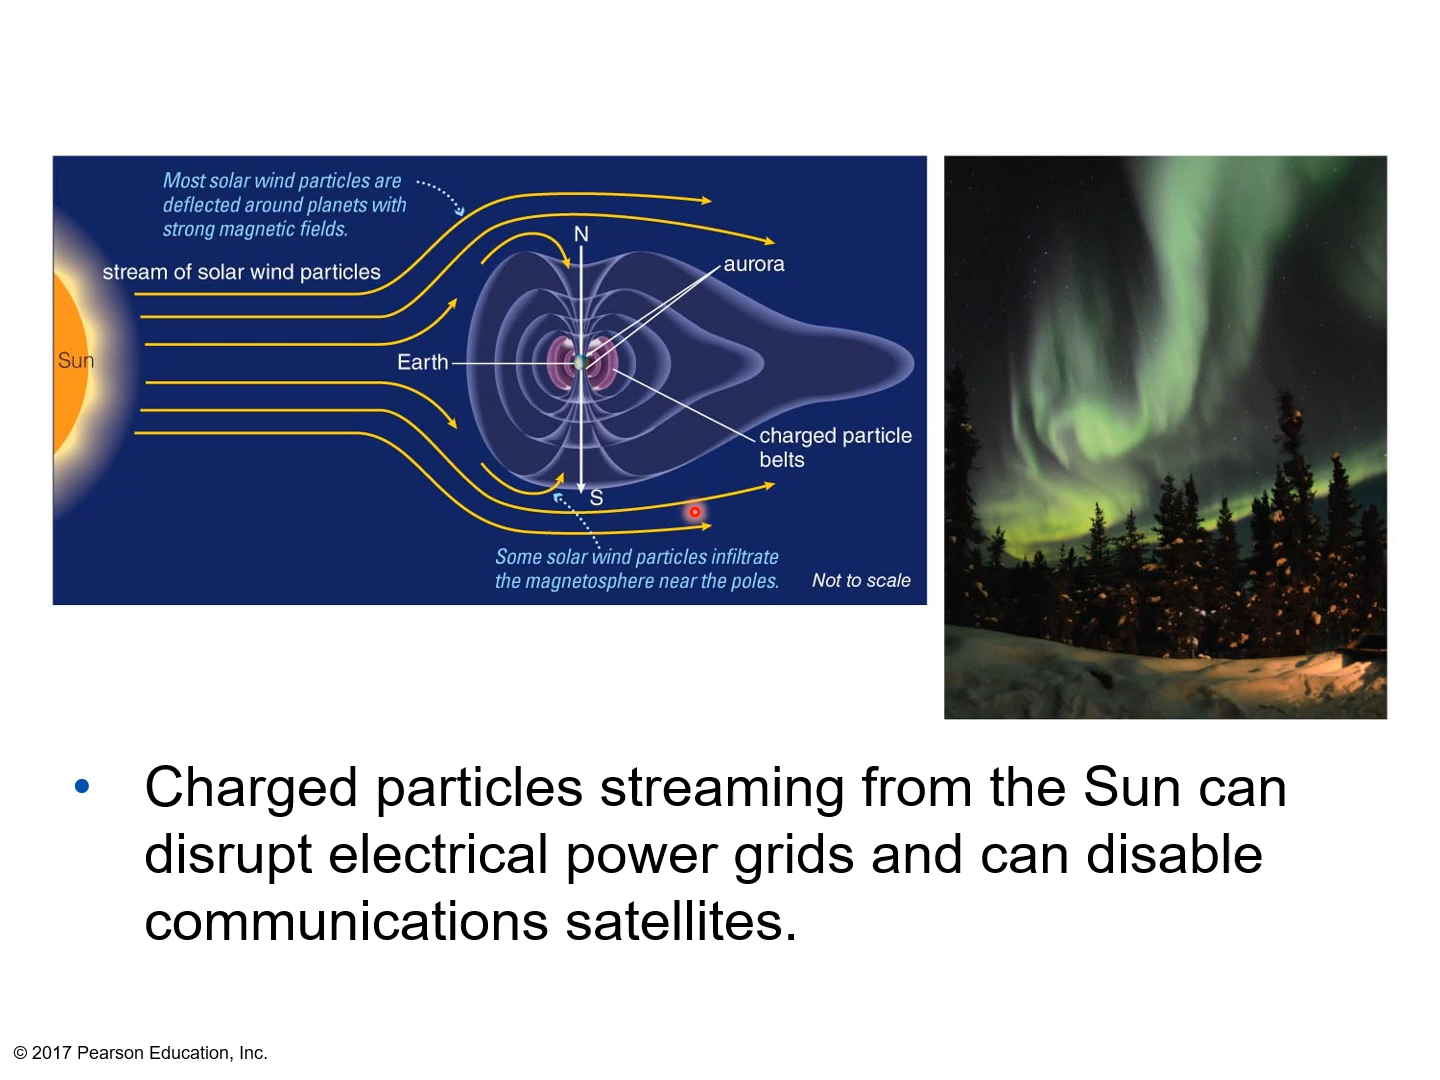 Most solar wind particles are
deflected around planets with
strong magnetic fields.
stream of solar wind particles
N
aurora
Sun
Earth
charged particle
belts
S
Some solar wind particles infiltrate
the magnetosphere near the poles.
Not to scale
• Charged particles streaming from the Sun can
disrupt electrical power grids and can disable
communications satellites.
© 2017 Pearson Education, Inc.